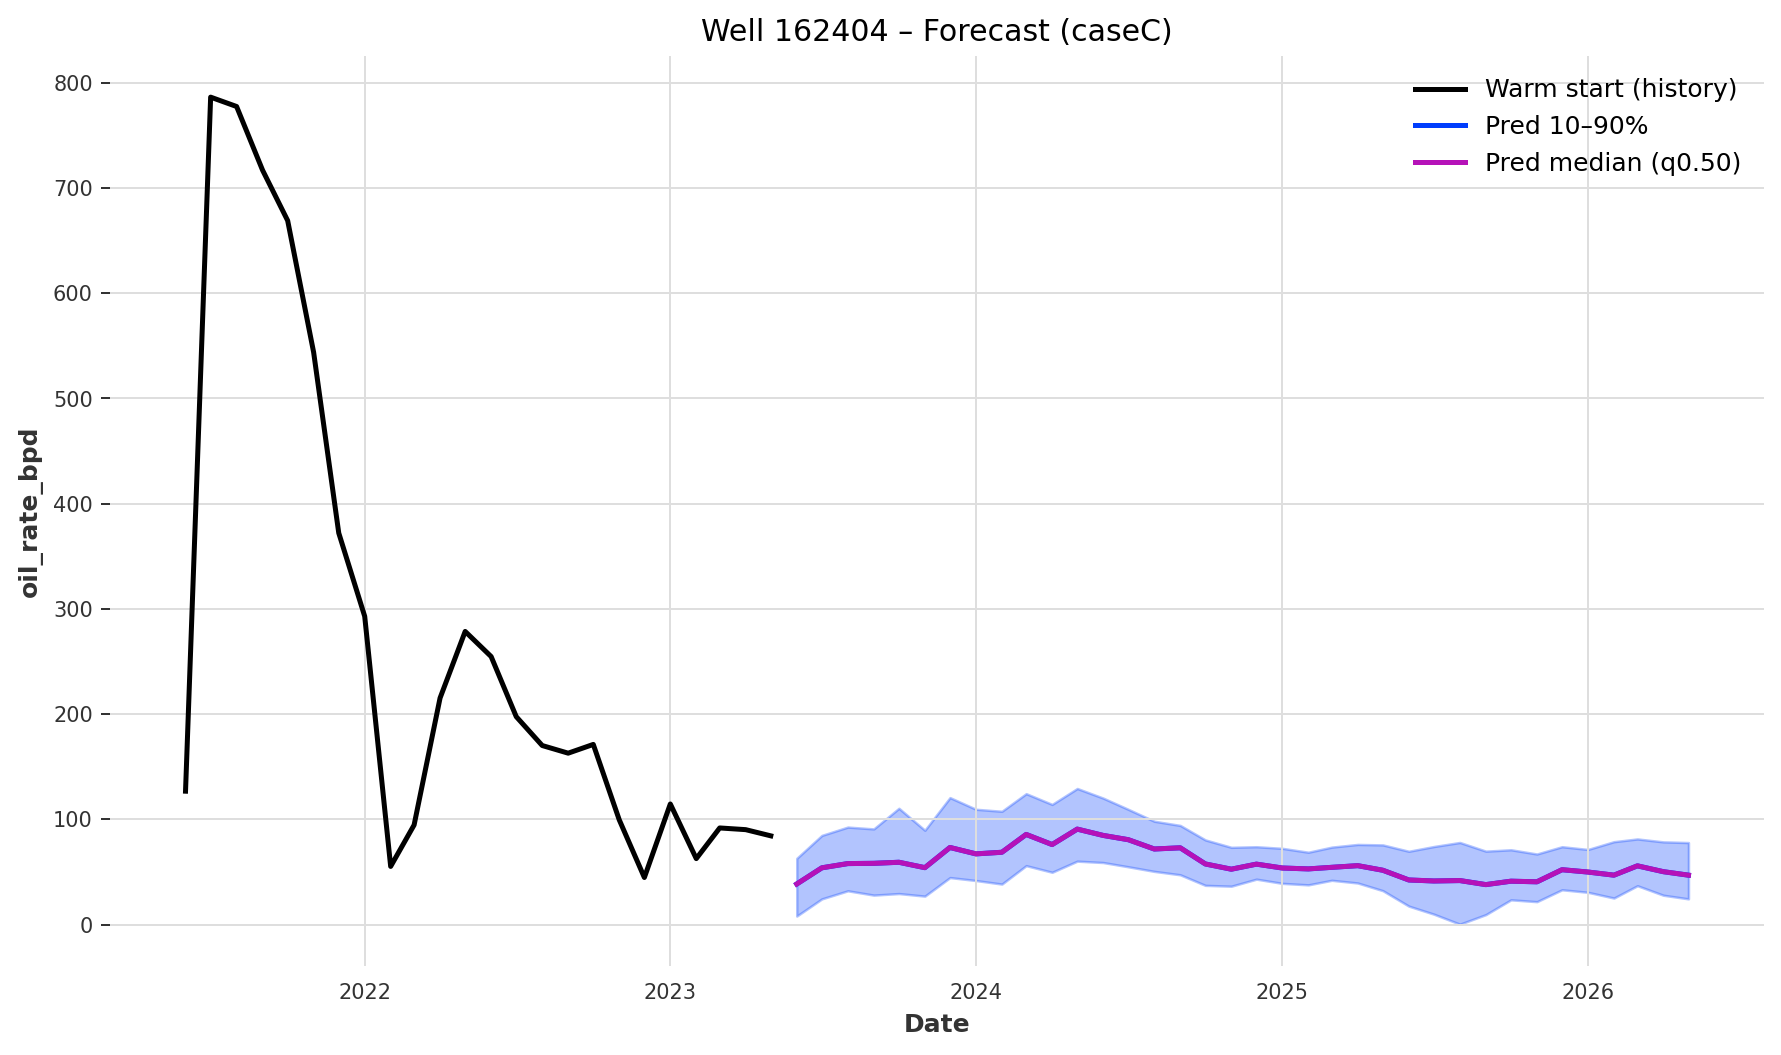 Well 162404 – Forecast (caseC)
Warm start (history)
Pred 10–90%
Pred median (q0.50)
oil_rate_bpd
800
700
600
500
400
300
200
100
0
2022 2023 2024 2025 2026
Date